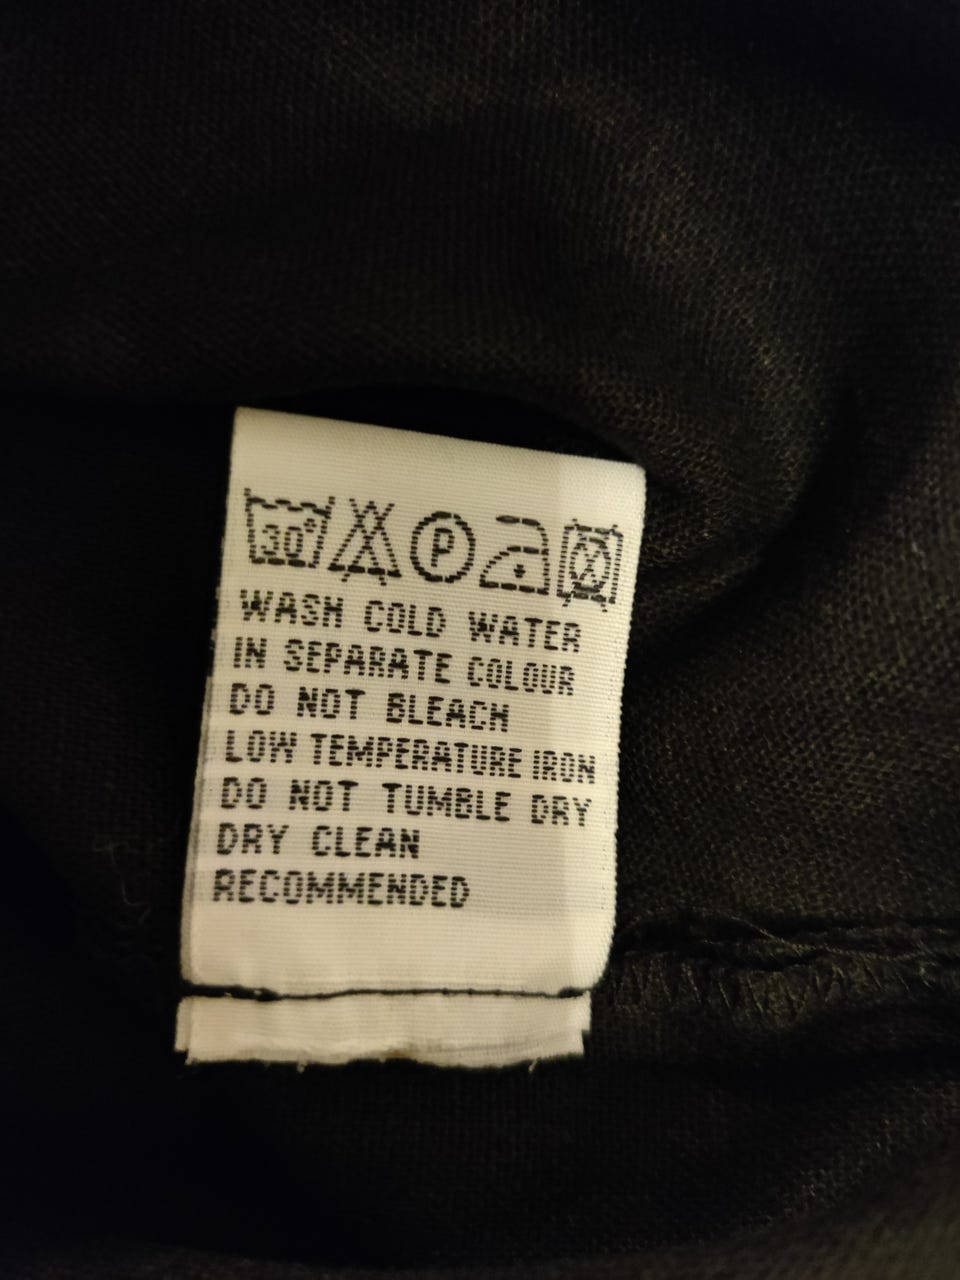 30°
P
WASH COLD WATER
IN SEPARATE COLOUR
DO NOT BLEACH
LOW TEMPERATURE IRON
DO NOT TUMBLE DRY
DRY CLEAN
RECOMMENDED